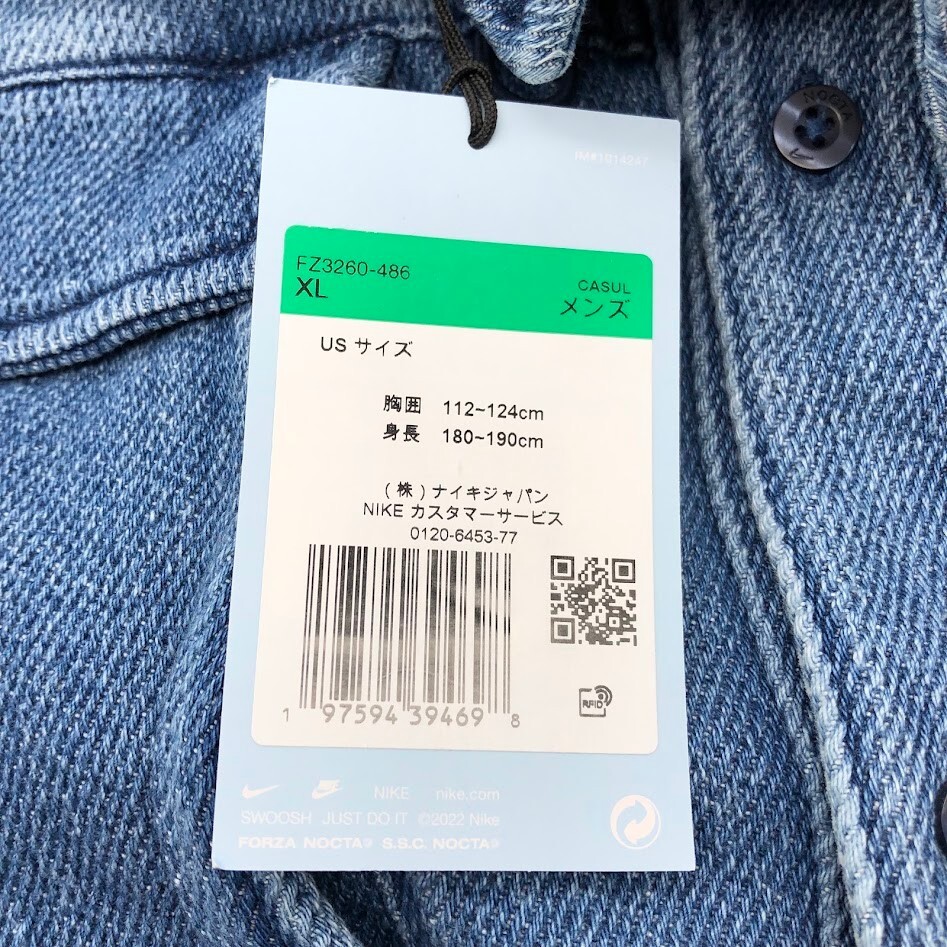 NOCTA
IM#1014247
FZ3260-486
XL
CASUL
メンズ
US サイズ
胸囲 112~124cm
身長 180~190cm
(株)ナイキジャパン
NIKE カスタマーサービス
0120-6453-77
1 97594 39469 8
RFID
NIKE nike.com
SWOOSH JUST DO IT ©2022 Nike
FORZA NOCTA® S.S.C. NOCTA®